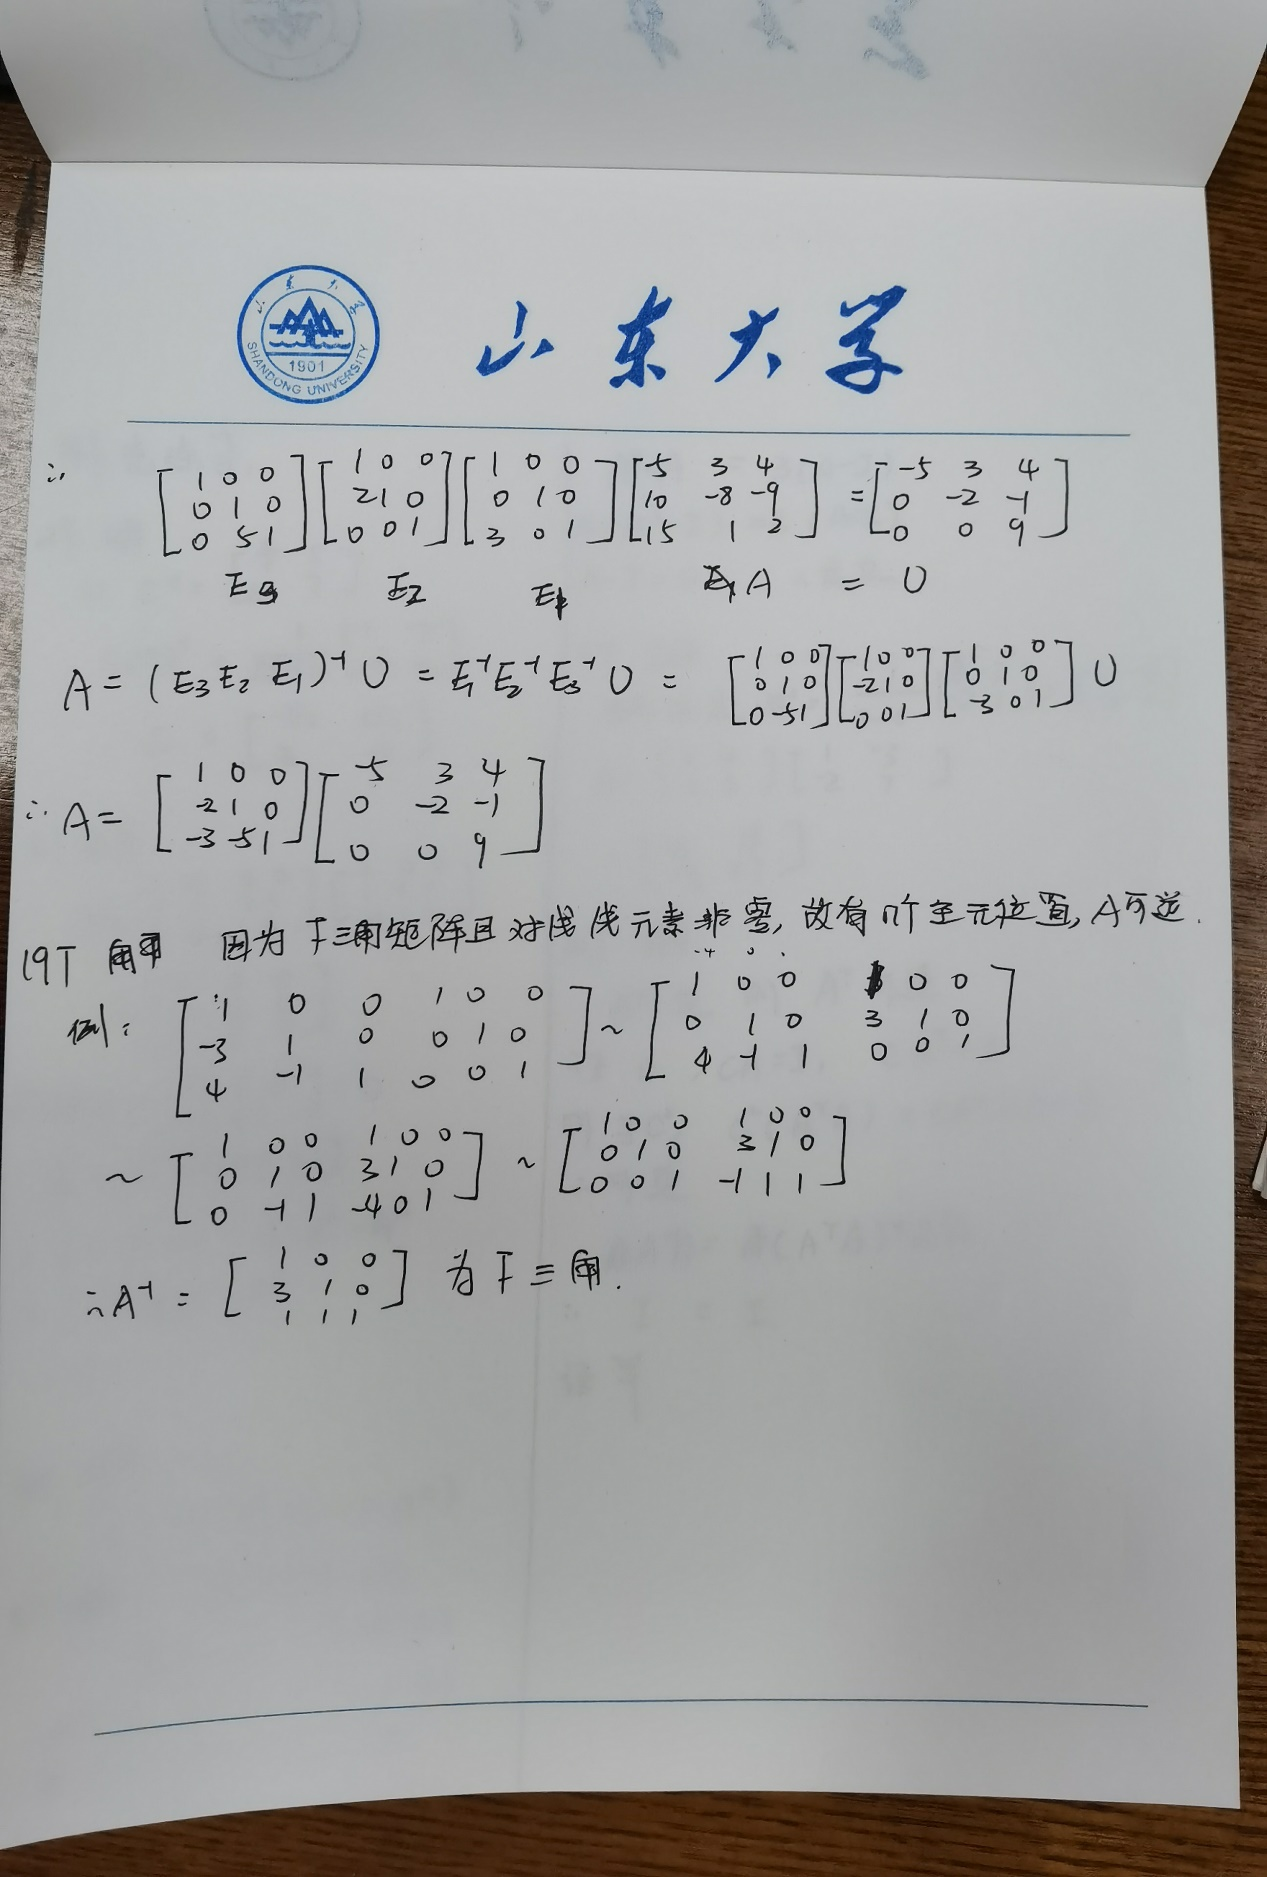 山东大学
SHANDONG UNIVERSITY
1901
∴ [1 0 0; 0 1 0; 0 5 1] [1 0 0; 2 1 0; 0 0 1] [1 0 0; 0 1 0; 3 0 1] [-5 3 4; 10 -8 -9; 15 1 2] = [-5 3 4; 0 -2 -1; 0 0 9]
E3 E2 E1 A = U
A = (E3 E2 E1)⁻¹ U = E1⁻¹ E2⁻¹ E3⁻¹ U = [1 0 0; 0 1 0; 0 -5 1] [1 0 0; -2 1 0; 0 0 1] [1 0 0; 0 1 0; -3 0 1] U
∴ A = [1 0 0; -2 1 0; -3 -5 1] [-5 3 4; 0 -2 -1; 0 0 9]
19T 因为下三角矩阵且对线线元素非零, 故有n个主元位置, A可逆.
例: [1 0 0 1 0 0; -3 1 0 0 1 0; 4 -1 1 0 0 1] ~ [1 0 0 1 0 0; 0 1 0 3 1 0; 4 -1 1 0 0 1]
~ [1 0 0 1 0 0; 0 1 0 3 1 0; 0 -1 1 -4 0 1] ~ [1 0 0 1 0 0; 0 1 0 3 1 0; 0 0 1 -1 1 1]
∴ A⁻¹ = [1 0 0; 3 1 0; 1 1 1] 为下三角.